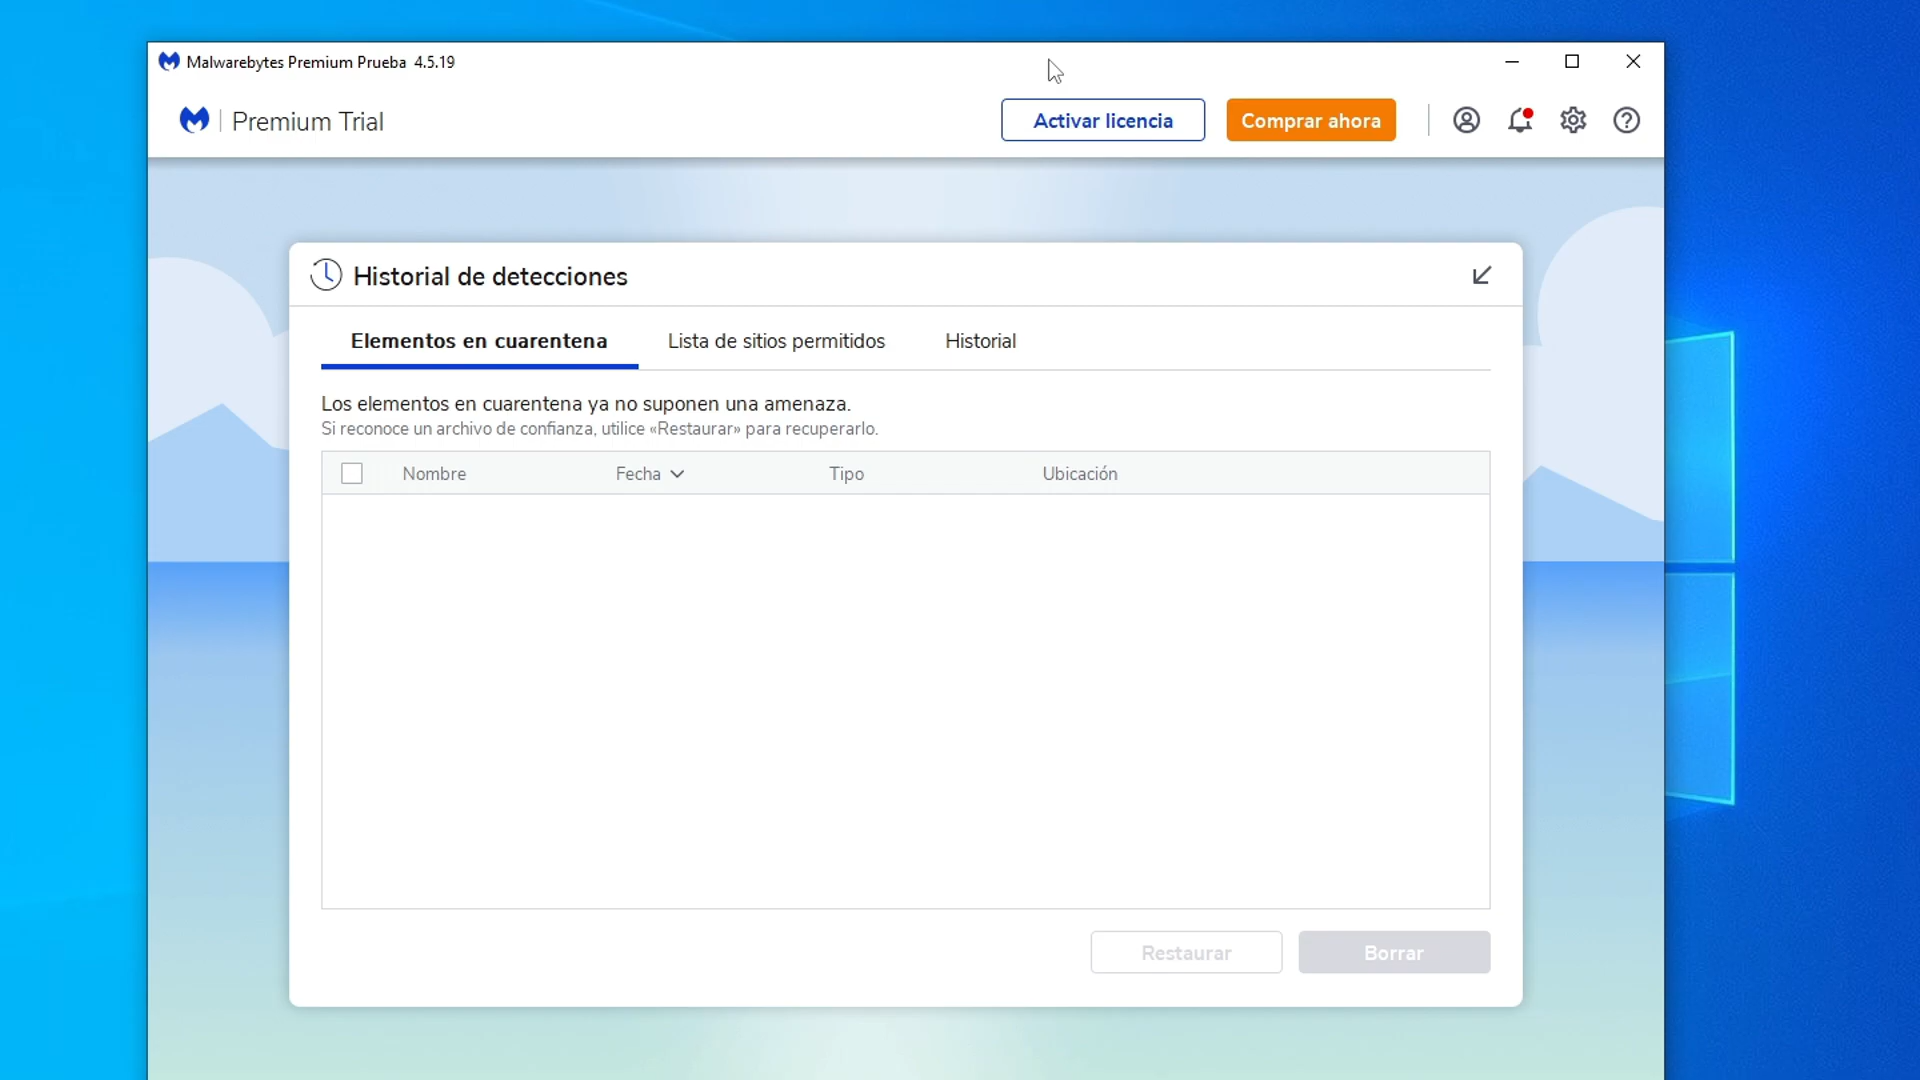 Malwarebytes Premium Prueba 4.5.19
Premium Trial
Activar licencia
Comprar ahora
Historial de detecciones
Elementos en cuarentena
Lista de sitios permitidos
Historial
Los elementos en cuarentena ya no suponen una amenaza.
Si reconoce un archivo de confianza, utilice «Restaurar» para recuperarlo.
Nombre
Fecha
Tipo
Ubicación
Restaurar
Borrar